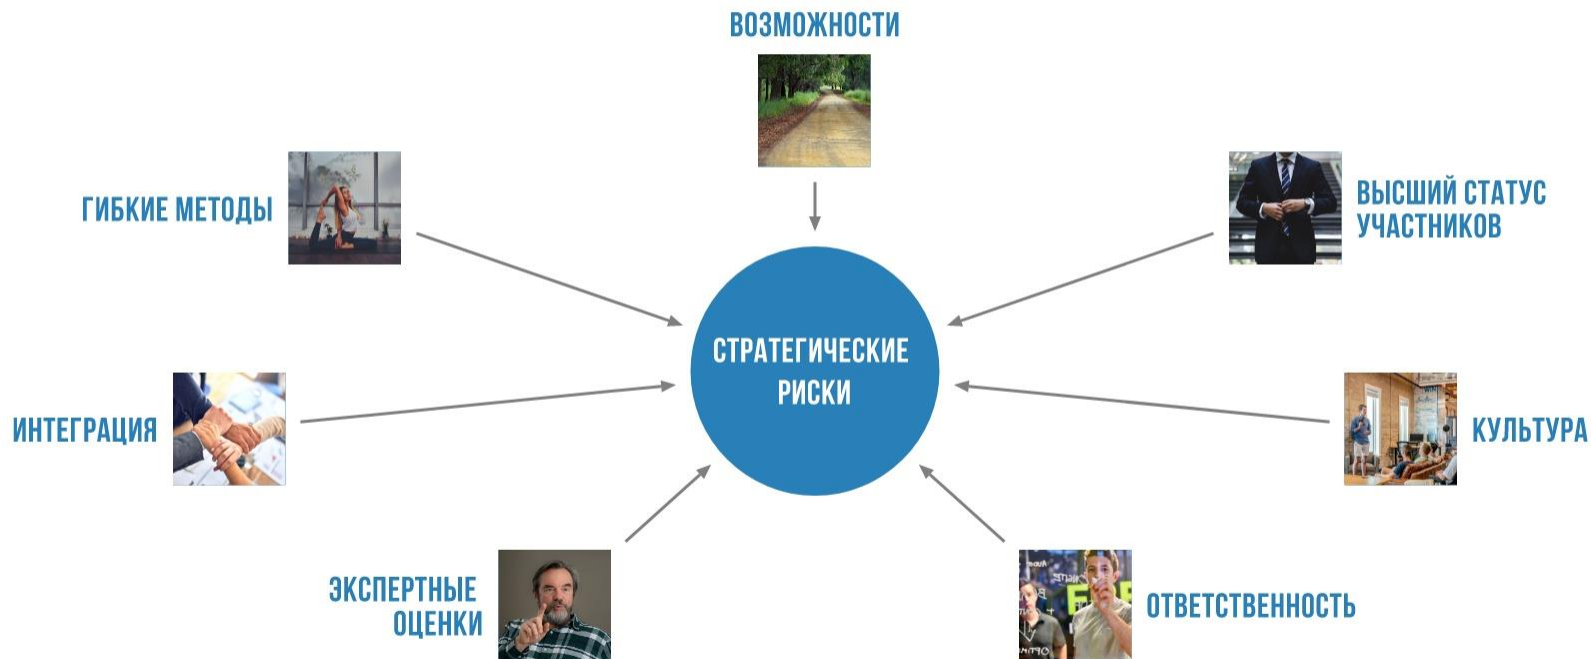 ВОЗМОЖНОСТИ
ГИБКИЕ МЕТОДЫ
ВЫСШИЙ СТАТУС
УЧАСТНИКОВ
СТРАТЕГИЧЕСКИЕ
РИСКИ
ИНТЕГРАЦИЯ
КУЛЬТУРА
ЭКСПЕРТНЫЕ
ОЦЕНКИ
ОТВЕТСТВЕННОСТЬ